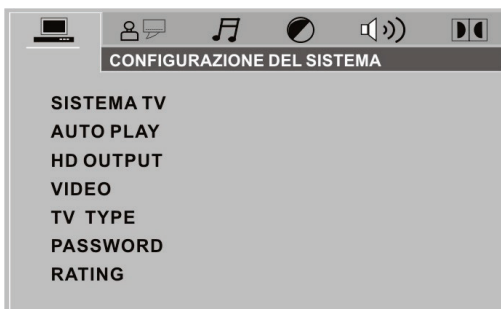 CONFIGURAZIONE DEL SISTEMA
SISTEMA TV
AUTO PLAY
HD OUTPUT
VIDEO
TV TYPE
PASSWORD
RATING